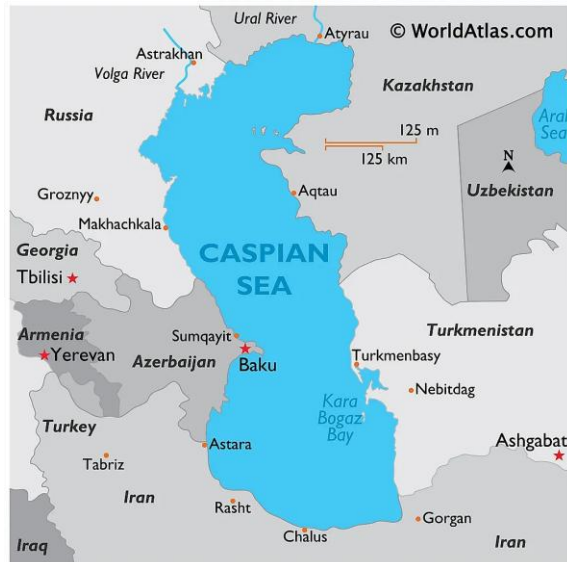 Ural River
Atyrau
© WorldAtlas.com
Astrakhan
Volga River
Kazakhstan
Russia
Aral
Sea
125 m
125 km
N
Uzbekistan
Groznyy
Aqtau
Makhachkala
CASPIAN
SEA
Georgia
Tbilisi
Armenia
Yerevan
Sumqayit
Azerbaijan
Baku
Turkmenistan
Turkmenbasy
Nebitdag
Kara
Bogaz
Bay
Turkey
Astara
Ashgabat
Tabriz
Iran
Rasht
Chalus
Gorgan
Iraq
Iran